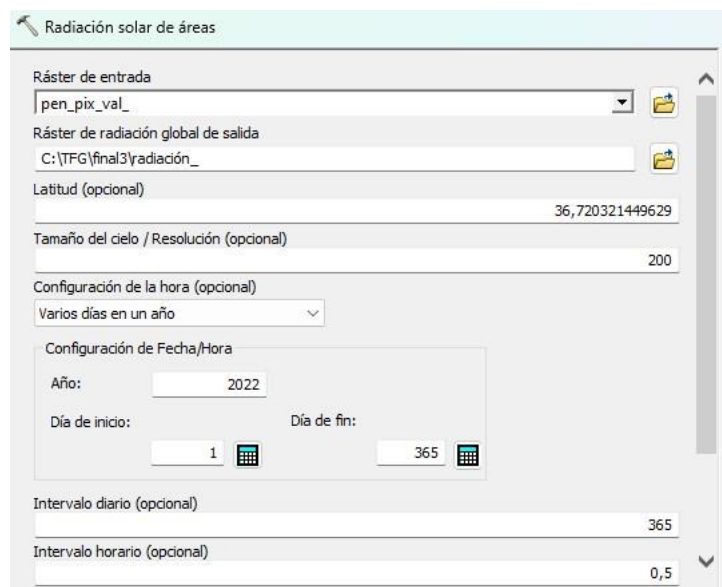 Radiación solar de áreas
Ráster de entrada
pen_pix_val_
Ráster de radiación global de salida
C:\TFG\final3\radiación_
Latitud (opcional)
36,720321449629
Tamaño del cielo / Resolución (opcional)
200
Configuración de la hora (opcional)
Varios días en un año
Configuración de Fecha/Hora
Año: 2022
Día de inicio: Día de fin:
1 365
Intervalo diario (opcional)
365
Intervalo horario (opcional)
0,5